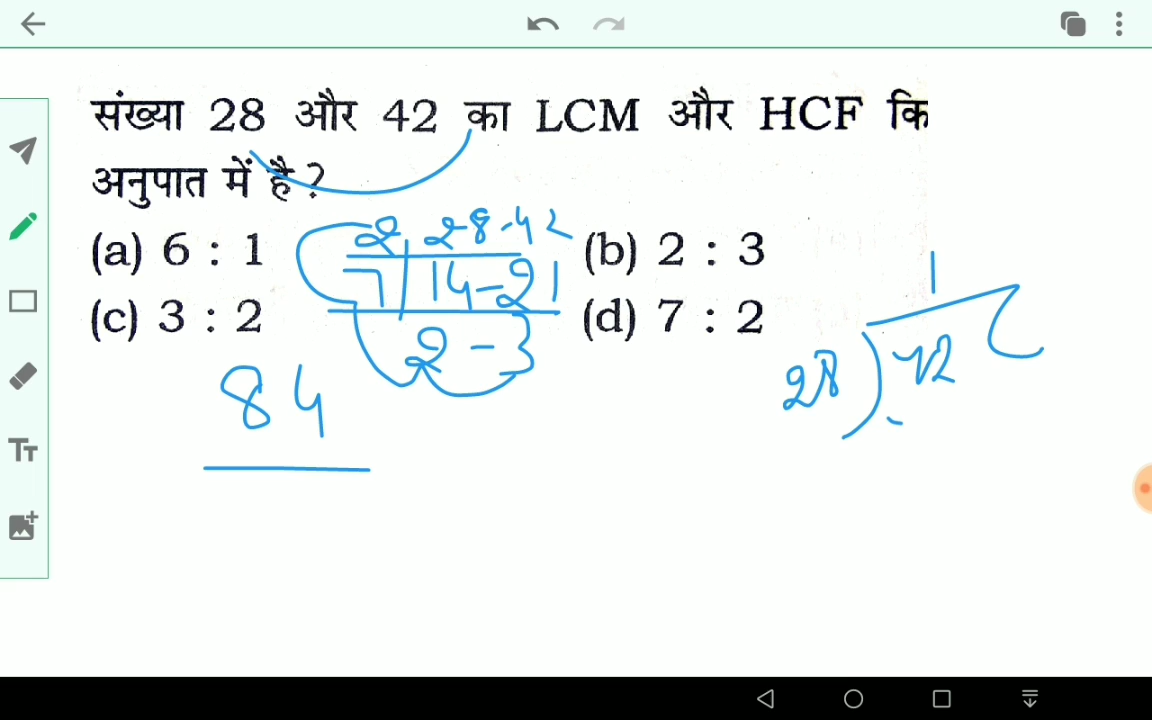 संख्या 28 और 42 का LCM और HCF कि
अनुपात में है ?
(a) 6 : 1 (b) 2 : 3
(c) 3 : 2 (d) 7 : 2
2 28-42
7 14-21
2-3
84
1
28 ) 42
Tт